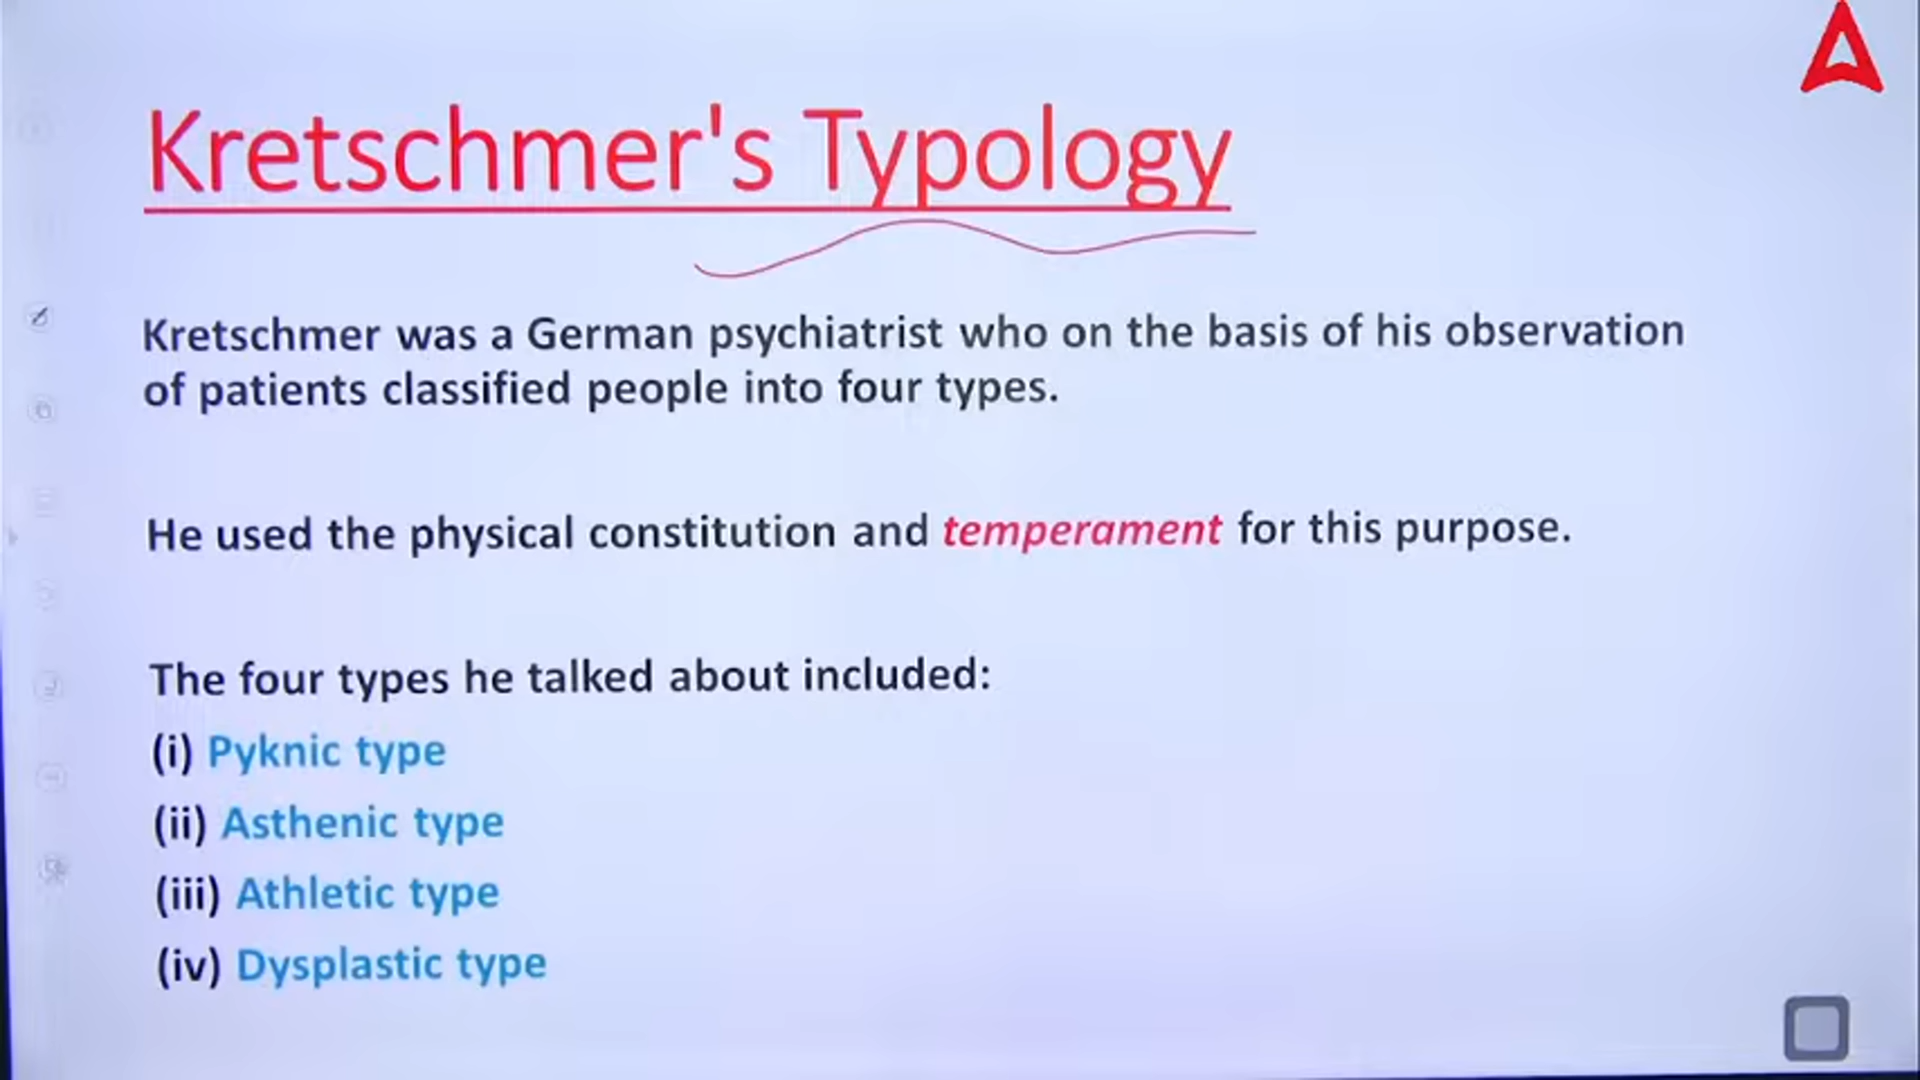 Kretschmer's Typology
Kretschmer was a German psychiatrist who on the basis of his observation
of patients classified people into four types.
He used the physical constitution and temperament for this purpose.
The four types he talked about included:
(i) Pyknic type
(ii) Asthenic type
(iii) Athletic type
(iv) Dysplastic type